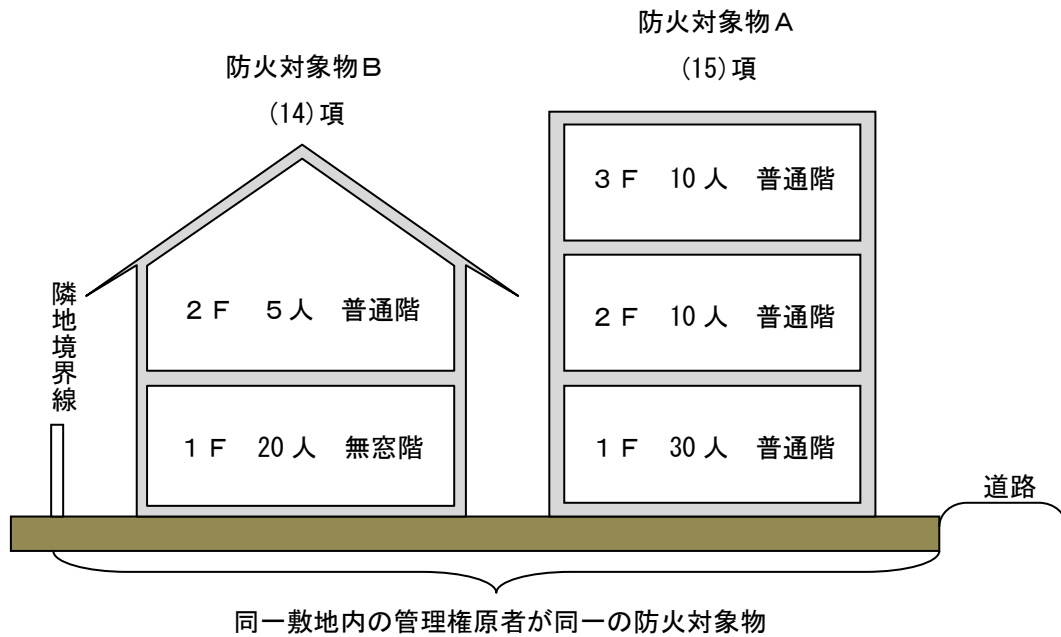 防火対象物Ａ
(15)項
防火対象物Ｂ
(14)項
３Ｆ　10人　普通階
２Ｆ　10人　普通階
１Ｆ　30人　普通階
２Ｆ　５人　普通階
１Ｆ　20人　無窓階
隣地境界線
道路
同一敷地内の管理権原者が同一の防火対象物